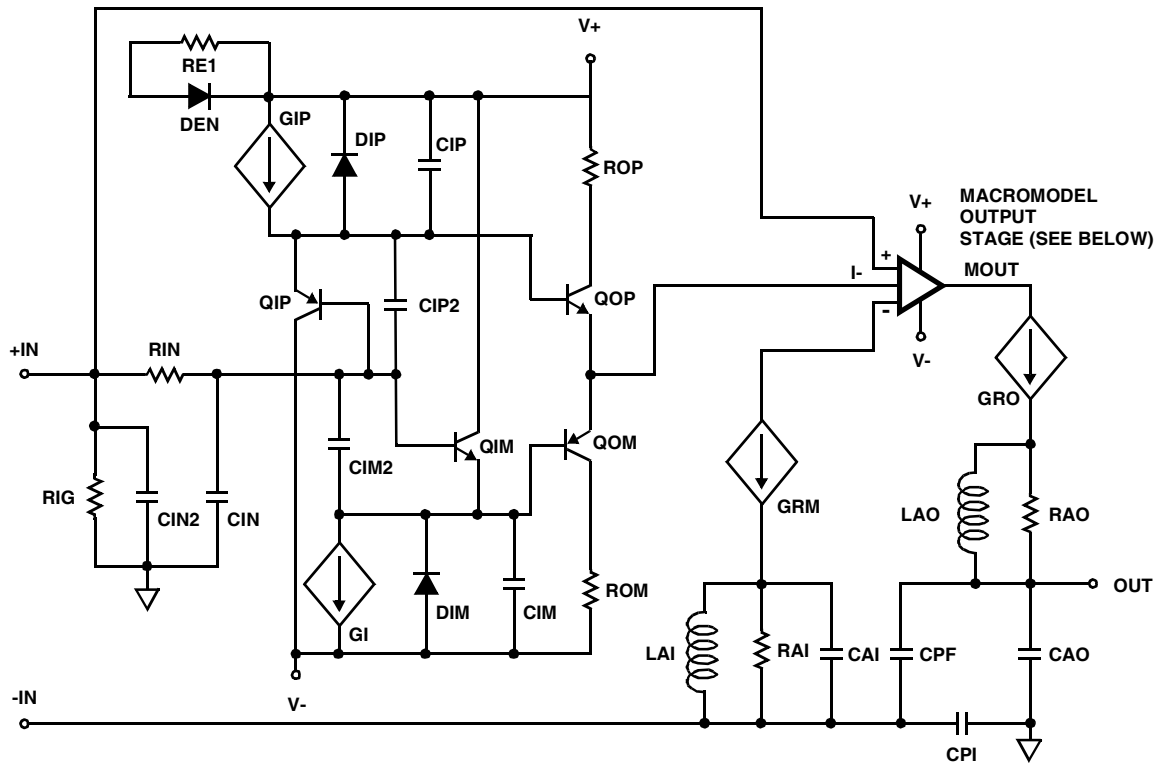 V+
RE1
DEN
GIP
DIP
CIP
ROP
V+
MACROMODEL
OUTPUT
STAGE (SEE BELOW)
+
I-
MOUT
-
QIP
CIP2
QOP
V-
+IN
RIN
GRO
CIM2
QIM
QOM
RIG
CIN2
CIN
GRM
LAO
RAO
GI
DIM
CIM
ROM
OUT
LAI
RAI
CAI
CPF
CAO
V-
-IN
CPI